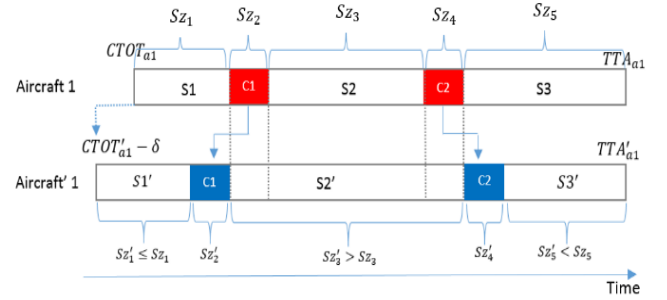 Sz₁ Sz₂ Sz₃ Sz₄ Sz₅
CTOTₐ₁ TTAₐ₁
Aircraft 1 S1 C1 S2 C2 S3
CTOT′ₐ₁ − δ TTA′ₐ₁
Aircraft' 1 S1′ C1 S2′ C2 S3′
Sz′₁ ≤ Sz₁ Sz′₂ Sz′₃ > Sz₃ Sz′₄ Sz′₅ < Sz₅
Time